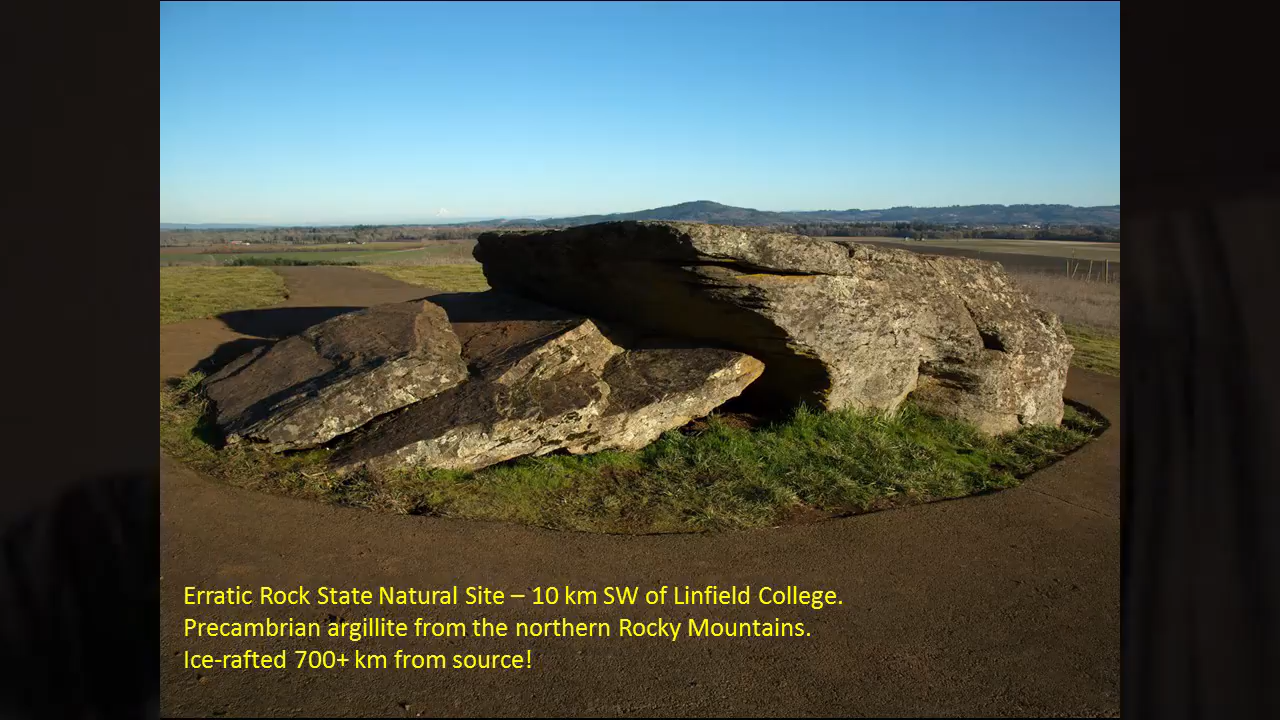 Erratic Rock State Natural Site – 10 km SW of Linfield College.
Precambrian argillite from the northern Rocky Mountains.
Ice-rafted 700+ km from source!